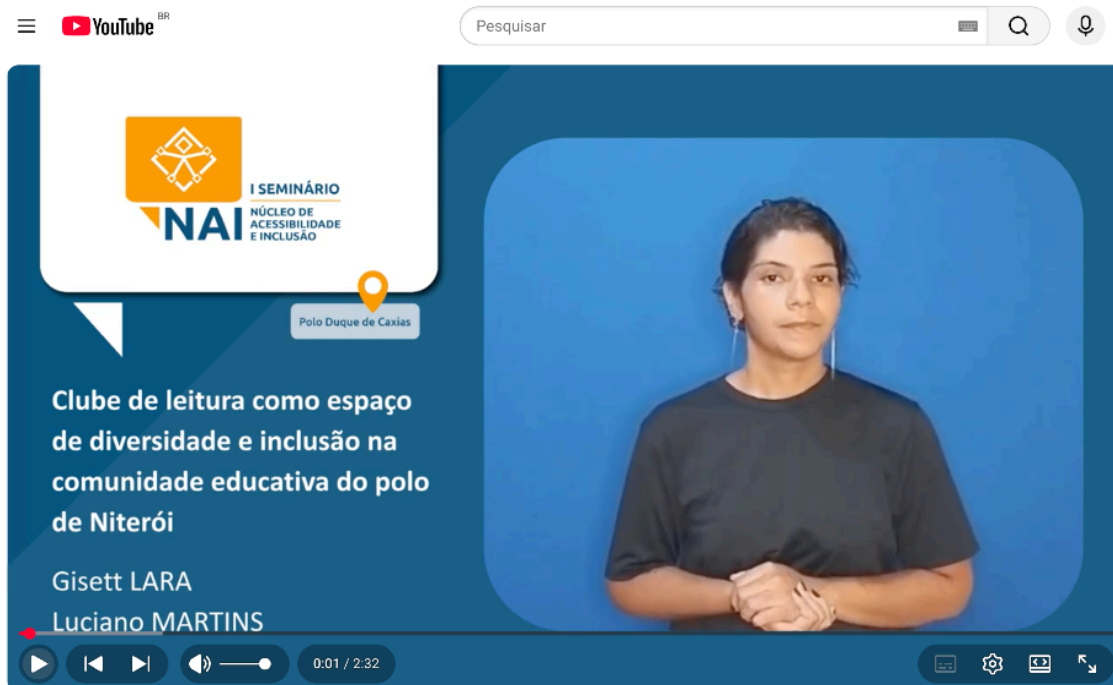 YouTube BR
Pesquisar
I SEMINÁRIO
NAI
NÚCLEO DE
ACESSIBILIDADE
E INCLUSÃO
Polo Duque de Caxias
Clube de leitura como espaço
de diversidade e inclusão na
comunidade educativa do polo
de Niterói
Gisett LARA
Luciano MARTINS
0:01 / 2:32